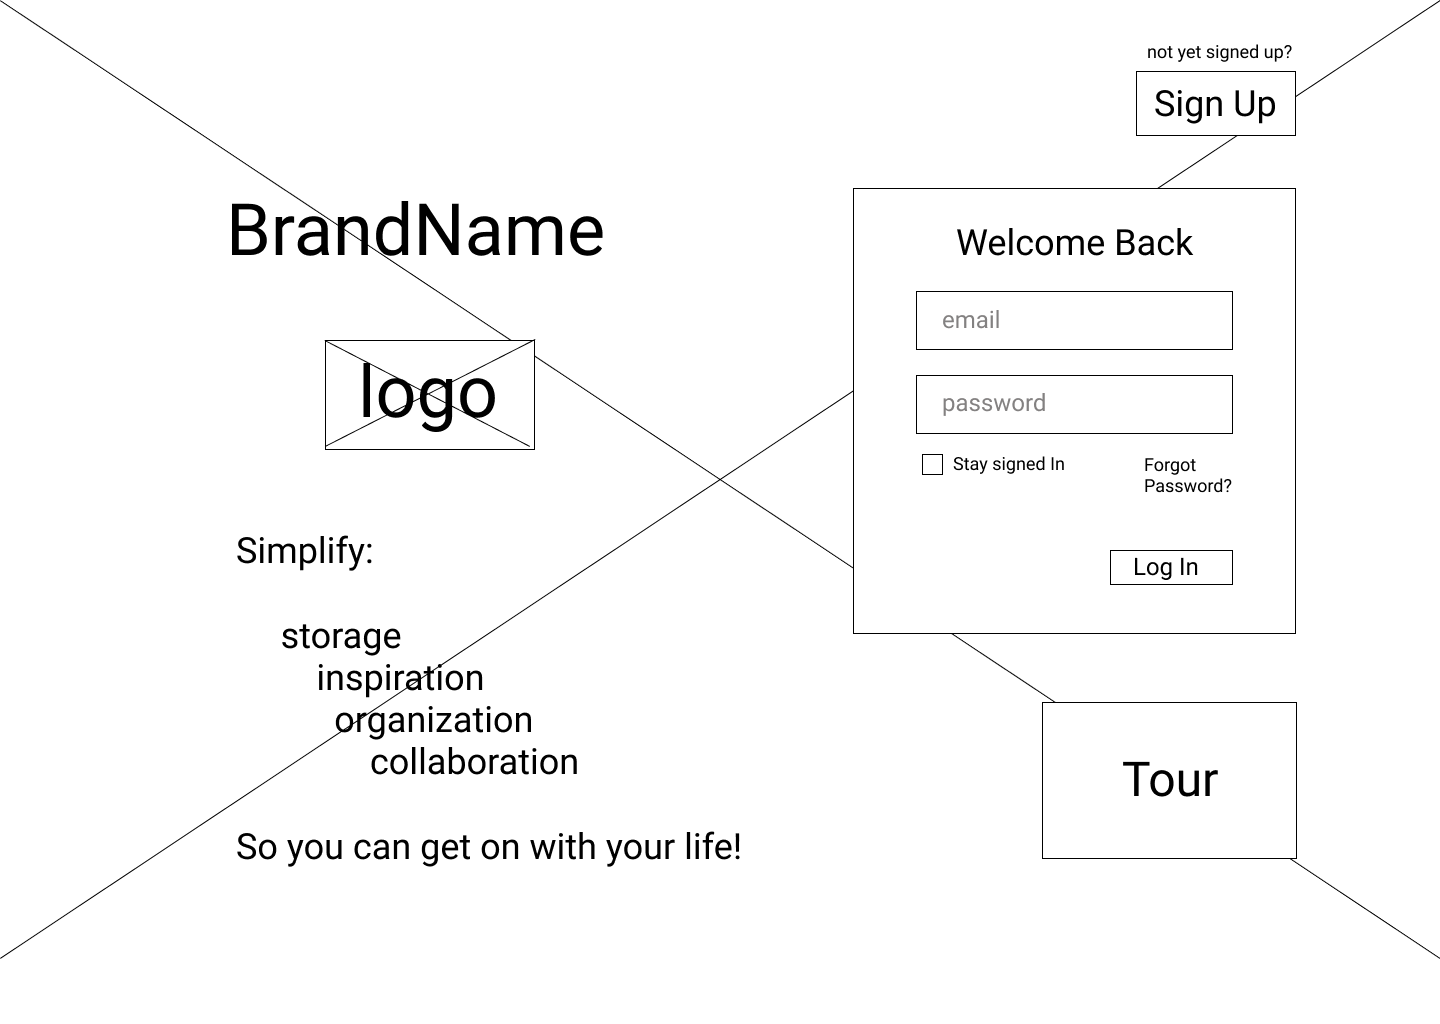 not yet signed up?
Sign Up
BrandName
logo
Simplify:
storage
inspiration
organization
collaboration
So you can get on with your life!
Welcome Back
email
password
Stay signed In
Forgot
Password?
Log In
Tour